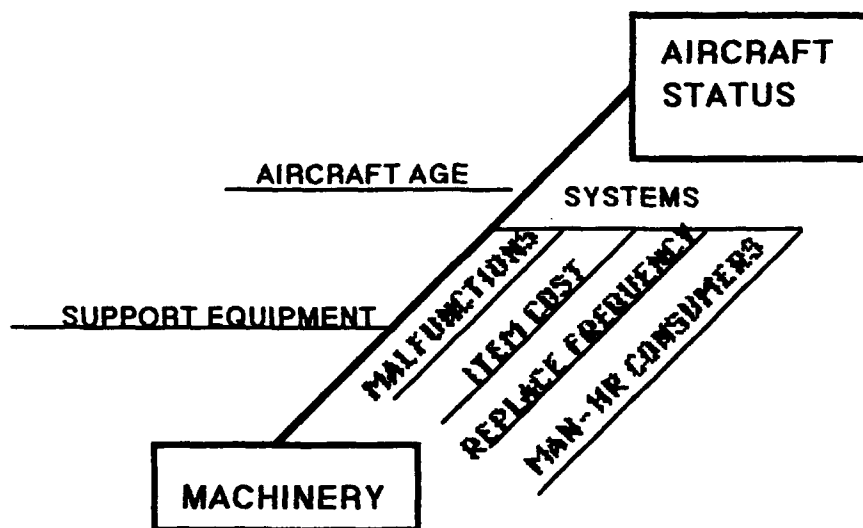 AIRCRAFT
STATUS
AIRCRAFT AGE
SYSTEMS
SUPPORT EQUIPMENT
MALFUNCTIONS
ITEM COST
REPLACE FREQUENCY
MAN-HR CONSUMERS
MACHINERY